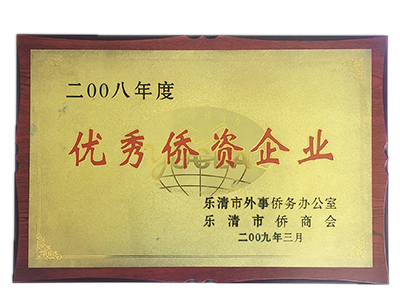 二00八年度
优秀侨资企业
乐清市外事侨务办公室
乐清市侨商会
二00九年三月